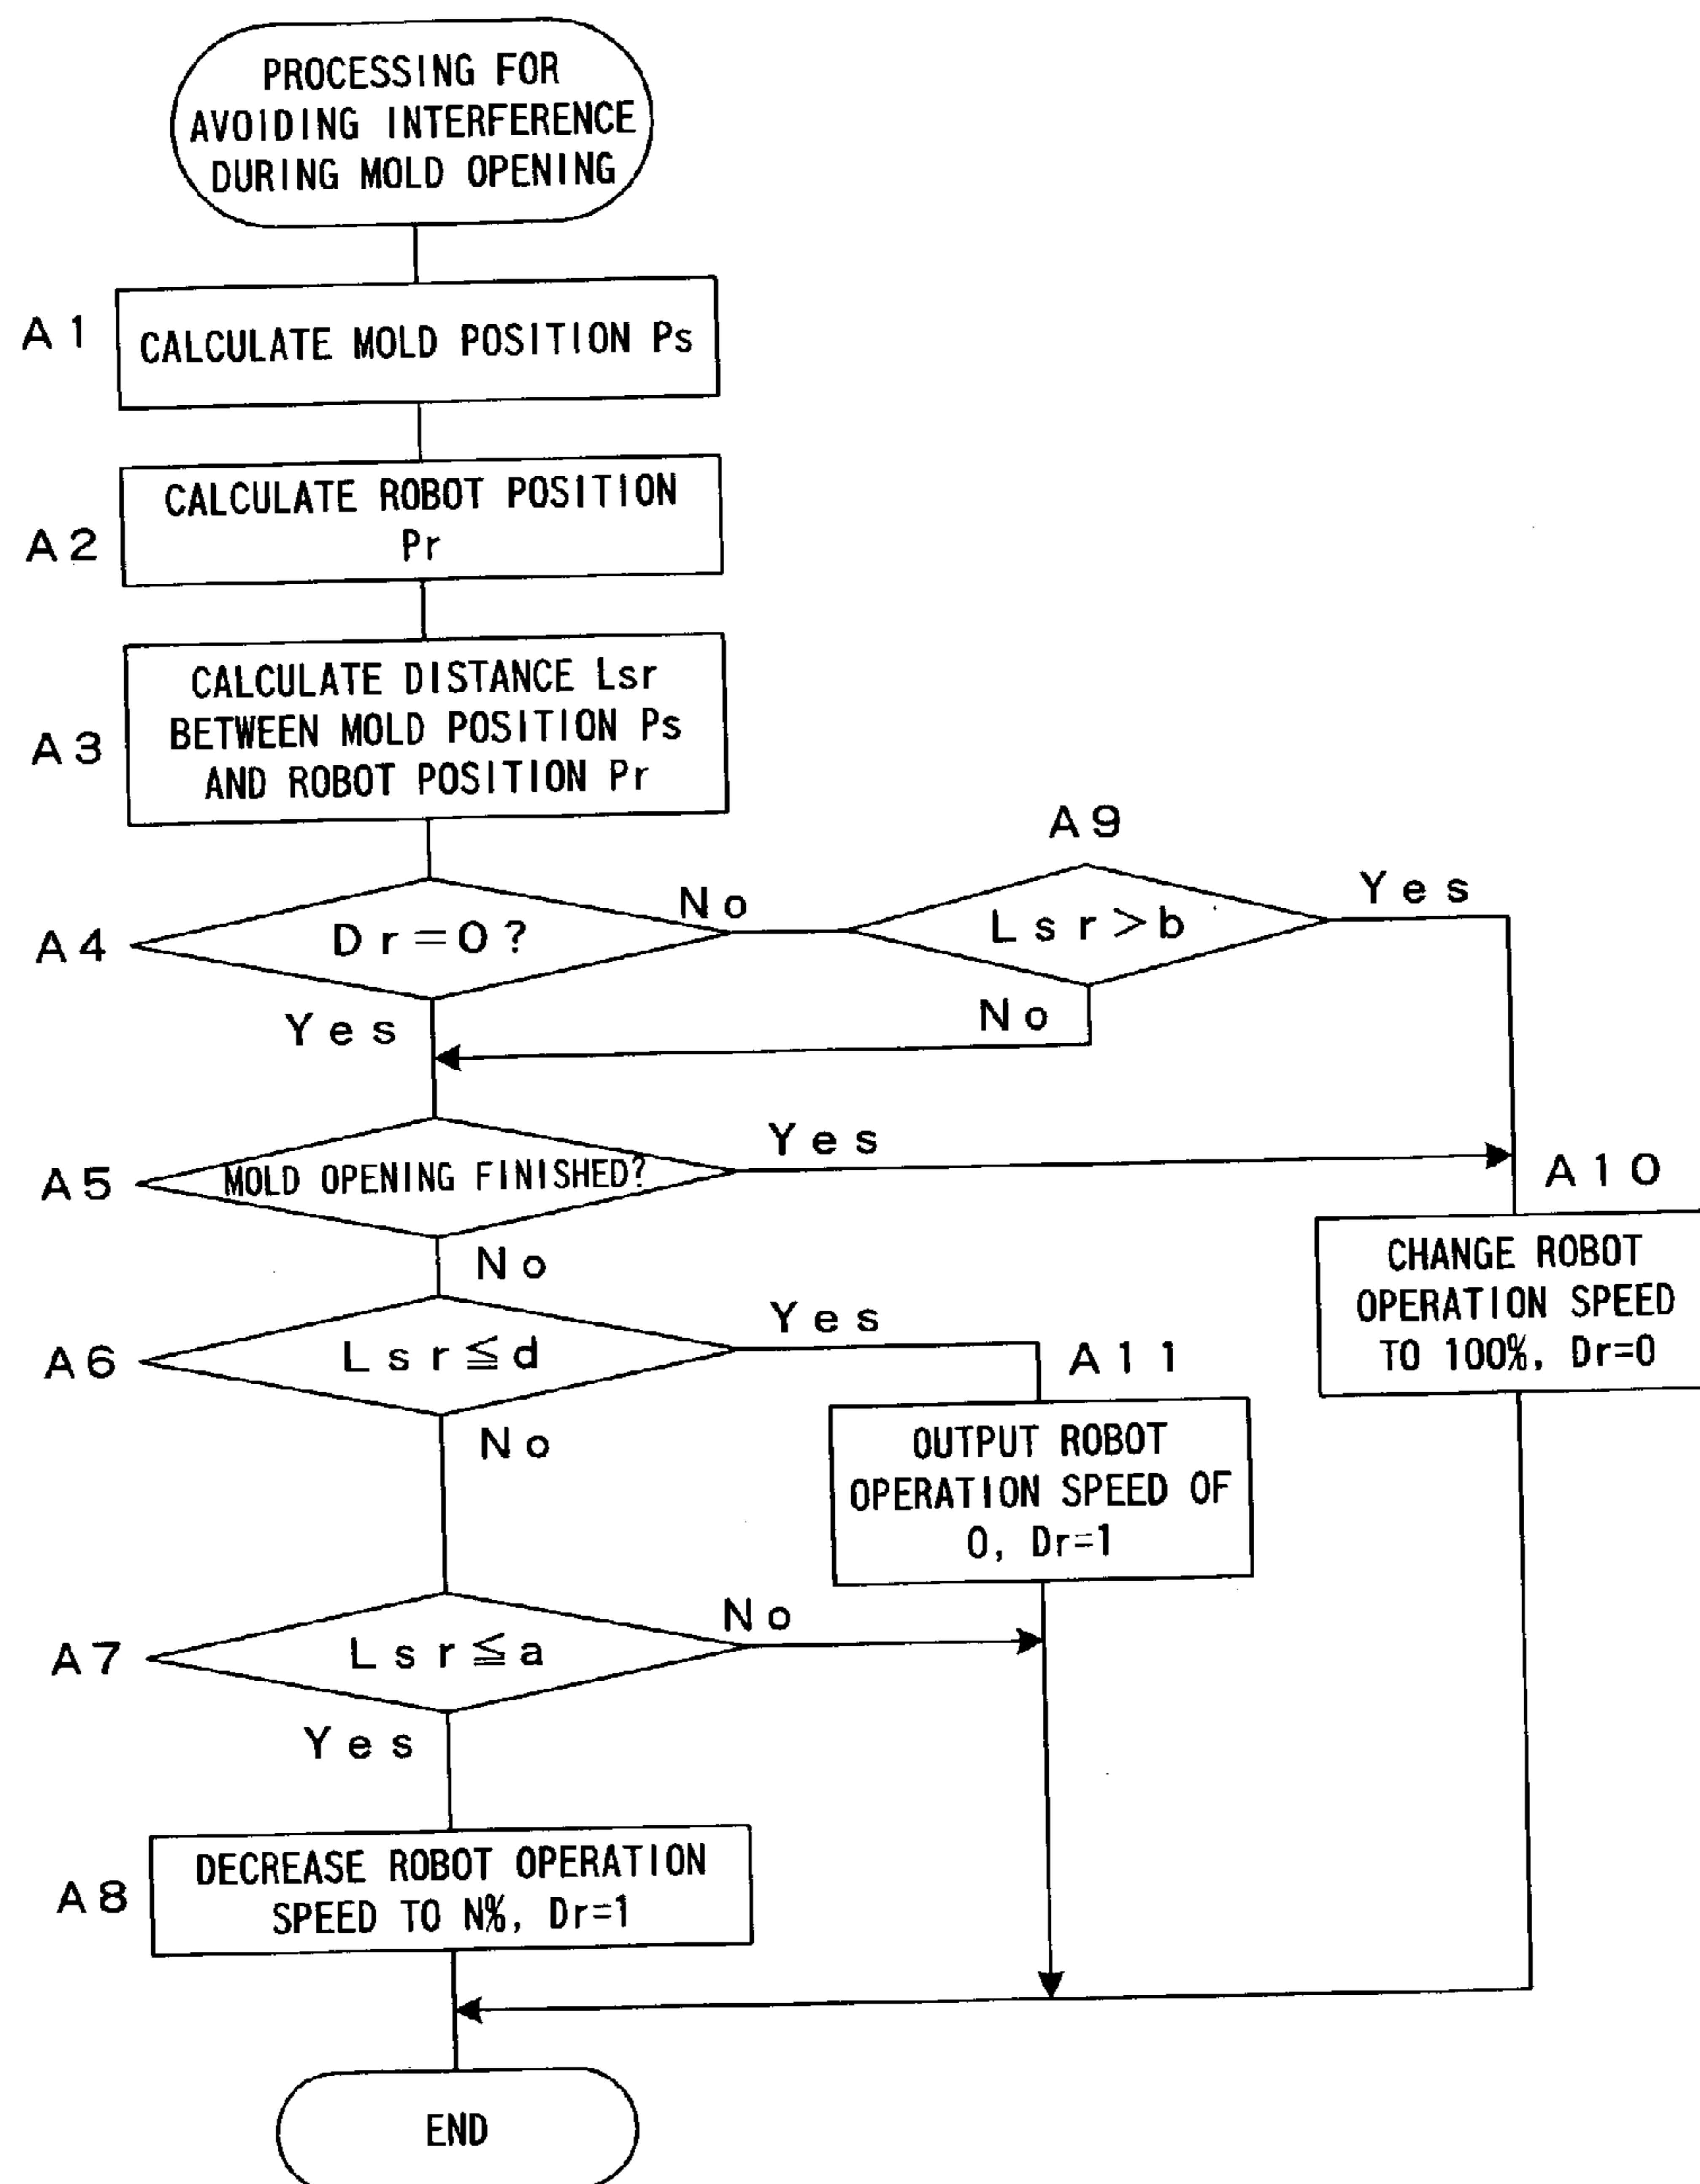 PROCESSING FOR
AVOIDING INTERFERENCE
DURING MOLD OPENING
A1
CALCULATE MOLD POSITION Ps
A2
CALCULATE ROBOT POSITION
Pr
A3
CALCULATE DISTANCE Lsr
BETWEEN MOLD POSITION Ps
AND ROBOT POSITION Pr
A4
Dr=0?
No
A9
Lsr>b
Yes
No
Yes
A5
MOLD OPENING FINISHED?
Yes
No
A10
CHANGE ROBOT
OPERATION SPEED
TO 100%, Dr=0
A6
Lsr≦d
Yes
No
A11
OUTPUT ROBOT
OPERATION SPEED OF
0, Dr=1
A7
Lsr≦a
No
Yes
A8
DECREASE ROBOT OPERATION
SPEED TO N%, Dr=1
END